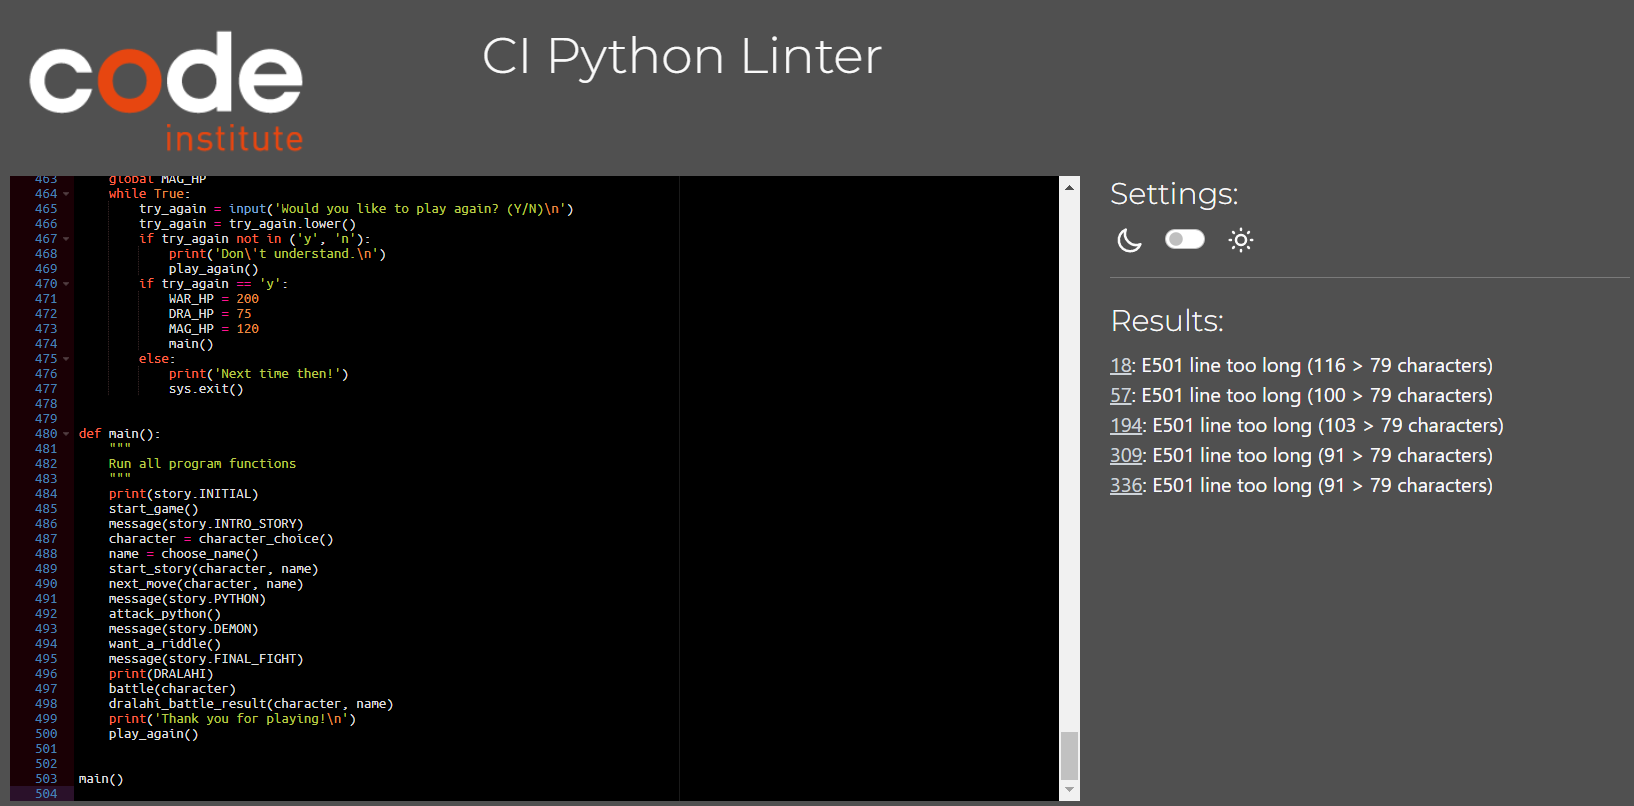 code
institute
CI Python Linter
463 global MAG_HP
464 while True:
465 try_again = input('Would you like to play again? (Y/N)\n')
466 try_again = try_again.lower()
467 if try_again not in ('y', 'n'):
468 print('Don\'t understand.\n')
469 play_again()
470 if try_again == 'y':
471 WAR_HP = 200
472 DRA_HP = 75
473 MAG_HP = 120
474 main()
475 else:
476 print('Next time then!')
477 sys.exit()
478
479
480 def main():
481 """
482 Run all program functions
483 """
484 print(story.INITIAL)
485 start_game()
486 message(story.INTRO_STORY)
487 character = character_choice()
488 name = choose_name()
489 start_story(character, name)
490 next_move(character, name)
491 message(story.PYTHON)
492 attack_python()
493 message(story.DEMON)
494 want_a_riddle()
495 message(story.FINAL_FIGHT)
496 print(DRALAHI)
497 battle(character)
498 dralahi_battle_result(character, name)
499 print('Thank you for playing!\n')
500 play_again()
501
502
503 main()
504
Settings:
Results:
18: E501 line too long (116 > 79 characters)
57: E501 line too long (100 > 79 characters)
194: E501 line too long (103 > 79 characters)
309: E501 line too long (91 > 79 characters)
336: E501 line too long (91 > 79 characters)